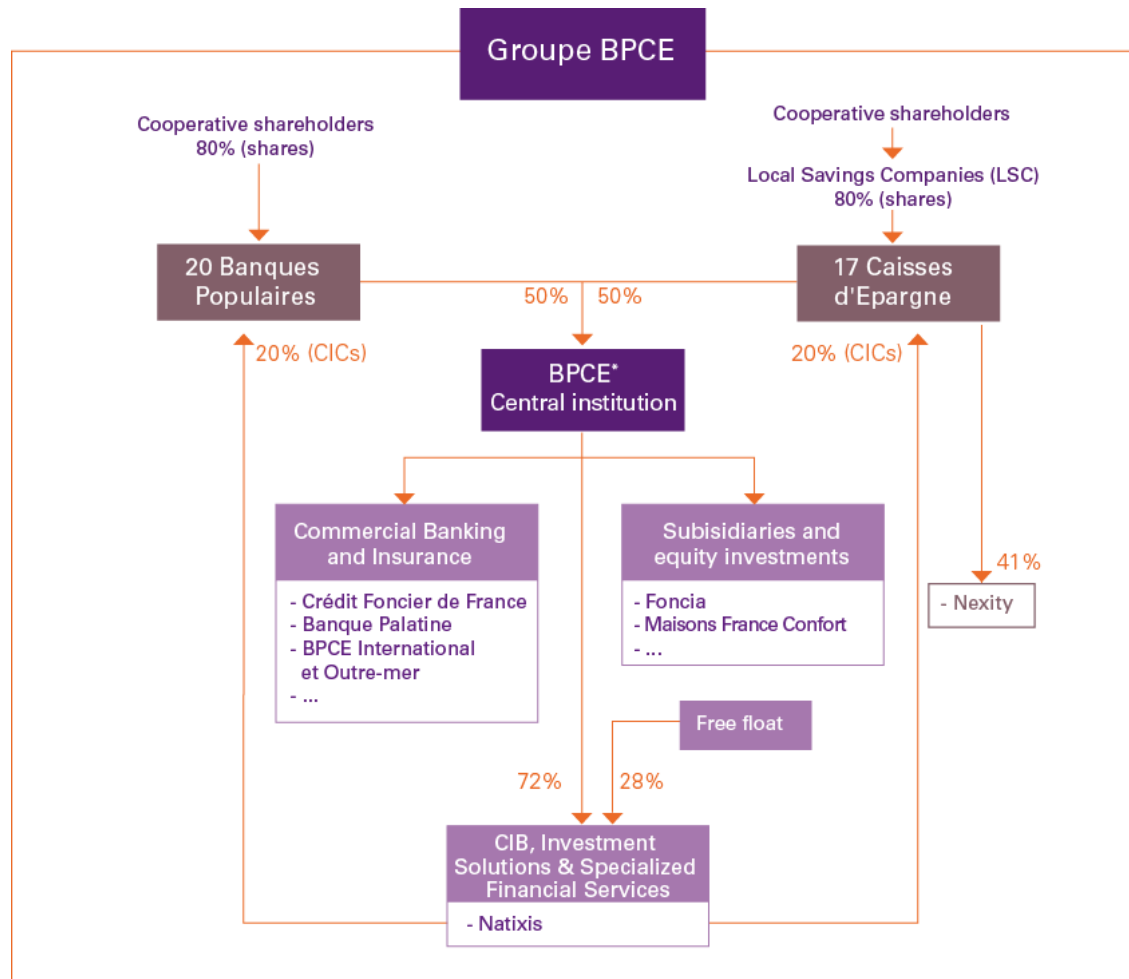 Groupe BPCE
Cooperative shareholders
80% (shares)
Cooperative shareholders
Local Savings Companies (LSC)
80% (shares)
20 Banques
Populaires
17 Caisses
d'Epargne
50%
50%
20% (CICs)
20% (CICs)
BPCE*
Central institution
Commercial Banking
and Insurance
- Crédit Foncier de France
- Banque Palatine
- BPCE International
et Outre-mer
- ...
Subisidiaries and
equity investments
- Foncia
- Maisons France Confort
- ...
41%
- Nexity
Free float
72%
28%
CIB, Investment
Solutions & Specialized
Financial Services
- Natixis